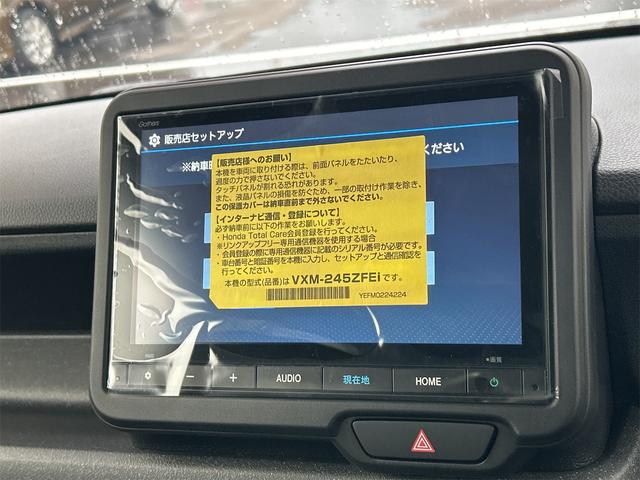 Gathers
販売店セットアップ
※納車
ください
【販売店様へのお願い】
本機を車両に取り付ける際は、前面パネルをたたいたり、
過度の力で押さないでください。
タッチパネルが割れる恐れがあります。
また、液晶パネルの損傷を防ぐため、一部の取付け作業を除き、
この保護カバーは納車直前まで外さないでください。
【インターナビ通信・登録について】
必ず納車前に以下の作業をお願いします。
・Honda Total Care会員登録を行ってください。
※リンクアップフリー専用通信機器を使用する場合
・会員登録の際に専用通信機器に記載のシリアル番号が必要です。
・車台番号と暗証番号を本機に入力し、セットアップと通信確認を
行ってください。
本機の型式(品番)は VXM-245ZFEi です。
YEFM0224224
画質
－
＋
AUDIO
現在地
HOME